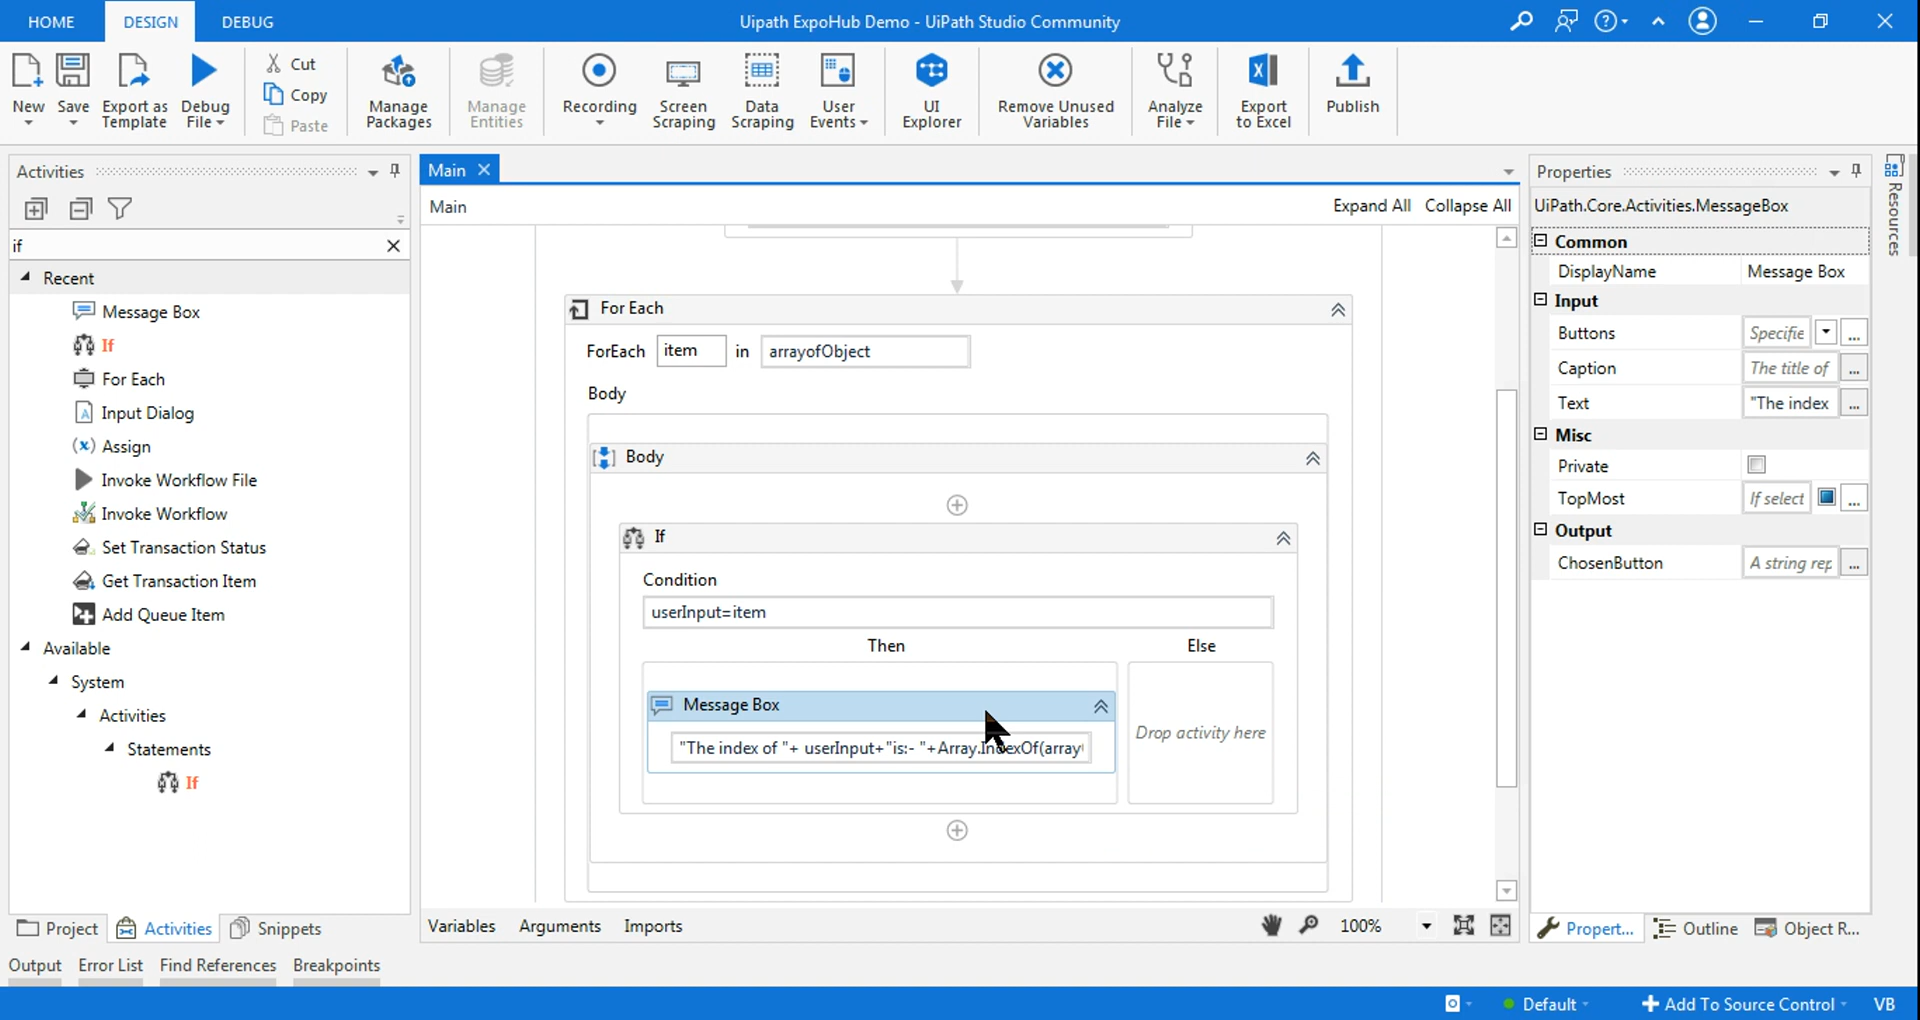 HOME DESIGN DEBUG Uipath ExpoHub Demo - UiPath Studio Community
New Save Export as Template Debug File Cut Copy Paste Manage Packages Manage Entities Recording Screen Scraping Data Scraping User Events UI Explorer Remove Unused Variables Analyze File Export to Excel Publish
Activities
if
Recent
Message Box
If
For Each
Input Dialog
Assign
Invoke Workflow File
Invoke Workflow
Set Transaction Status
Get Transaction Item
Add Queue Item
Available
System
Activities
Statements
If
Project Activities Snippets
Main
Main Expand All Collapse All
For Each
ForEach item in arrayofObject
Body
Body
If
Condition
userInput=item
Then Else
Message Box
"The index of "+ userInput+"is:- "+Array.IndexOf(array
Drop activity here
Variables Arguments Imports 100%
Properties
UiPath.Core.Activities.MessageBox
Common
DisplayName Message Box
Input
Buttons Specifie ...
Caption The title of ...
Text "The index ...
Misc
Private
TopMost If select ...
Output
ChosenButton A string rep ...
Propert... Outline Object R...
Resources
Output Error List Find References Breakpoints
Default Add To Source Control VB